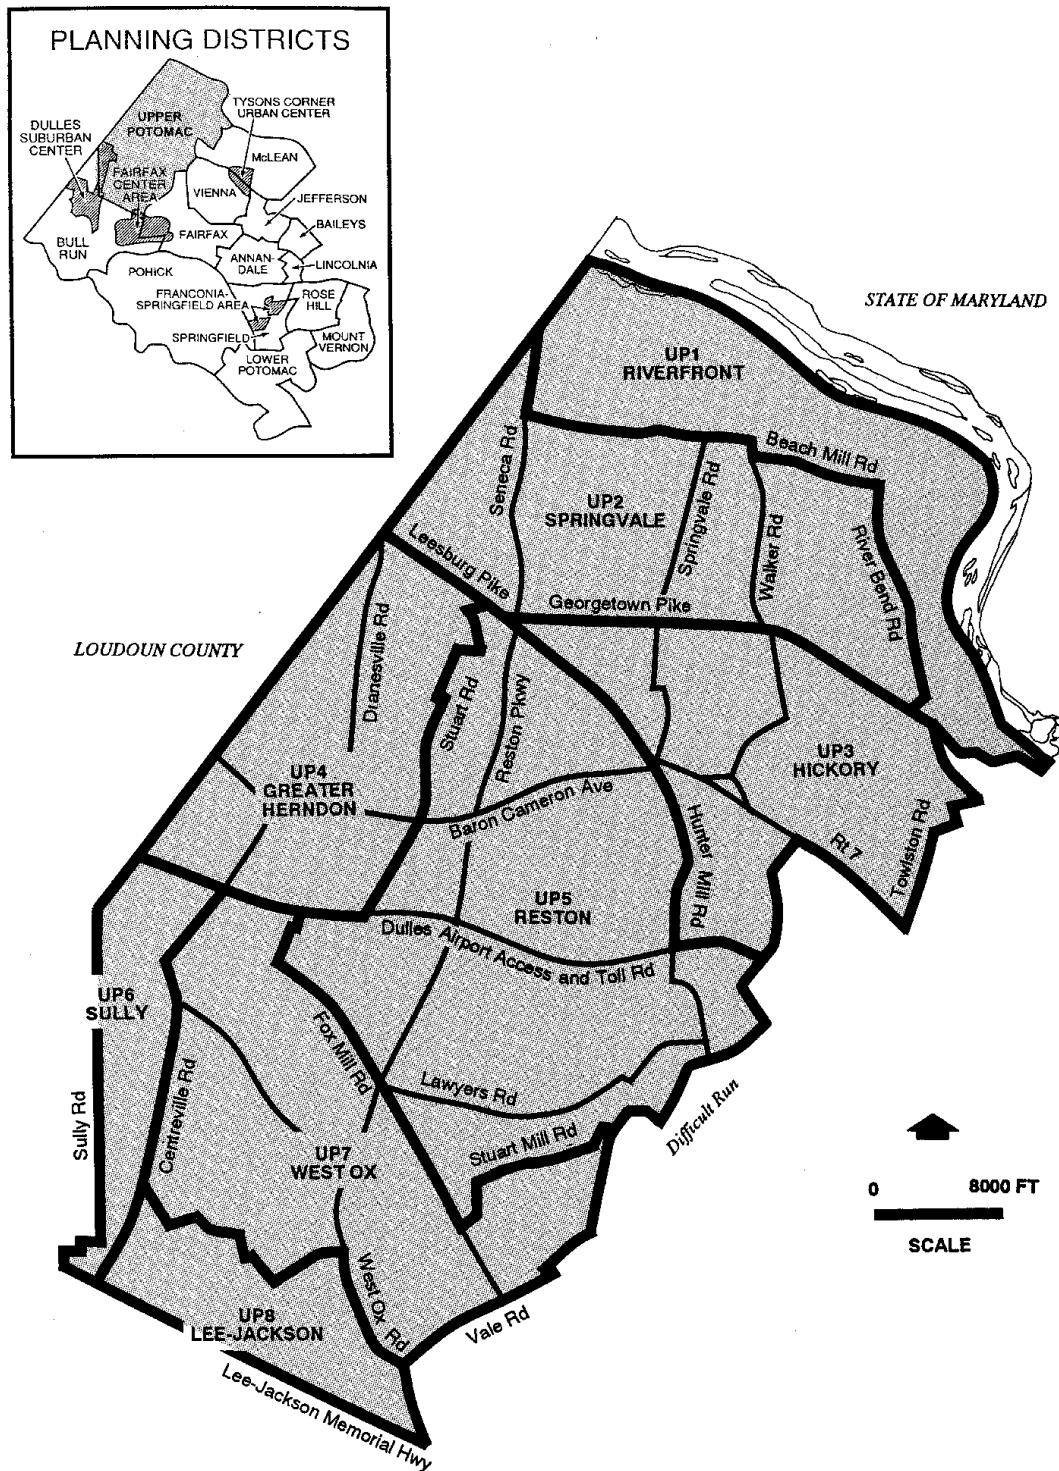 PLANNING DISTRICTS
TYSONS CORNER
URBAN CENTER
UPPER
POTOMAC
DULLES
SUBURBAN
CENTER
McLEAN
FAIRFAX
CENTER
AREA
VIENNA
JEFFERSON
BAILEYS
FAIRFAX
BULL
RUN
ANNAN-
DALE
LINCOLNIA
POHICK
FRANCONIA-
SPRINGFIELD AREA
ROSE
HILL
SPRINGFIELD
MOUNT
VERNON
LOWER
POTOMAC
STATE OF MARYLAND
UP1
RIVERFRONT
Beach Mill Rd
Seneca Rd
UP2
SPRINGVALE
Springvale Rd
Walker Rd
River Bend Rd
Leesburg Pike
Georgetown Pike
LOUDOUN COUNTY
Dranesville Rd
Stuart Rd
Reston Pkwy
UP3
HICKORY
UP4
GREATER
HERNDON
Baron Cameron Ave
Hunter Mill Rd
Rt 7
Towlston Rd
UP5
RESTON
Dulles Airport Access and Toll Rd
UP6
SULLY
Fox Mill Rd
Sully Rd
Centreville Rd
Lawyers Rd
Difficult Run
Stuart Mill Rd
UP7
WEST OX
0 8000 FT
SCALE
West Ox Rd
Vale Rd
UP8
LEE-JACKSON
Lee-Jackson Memorial Hwy